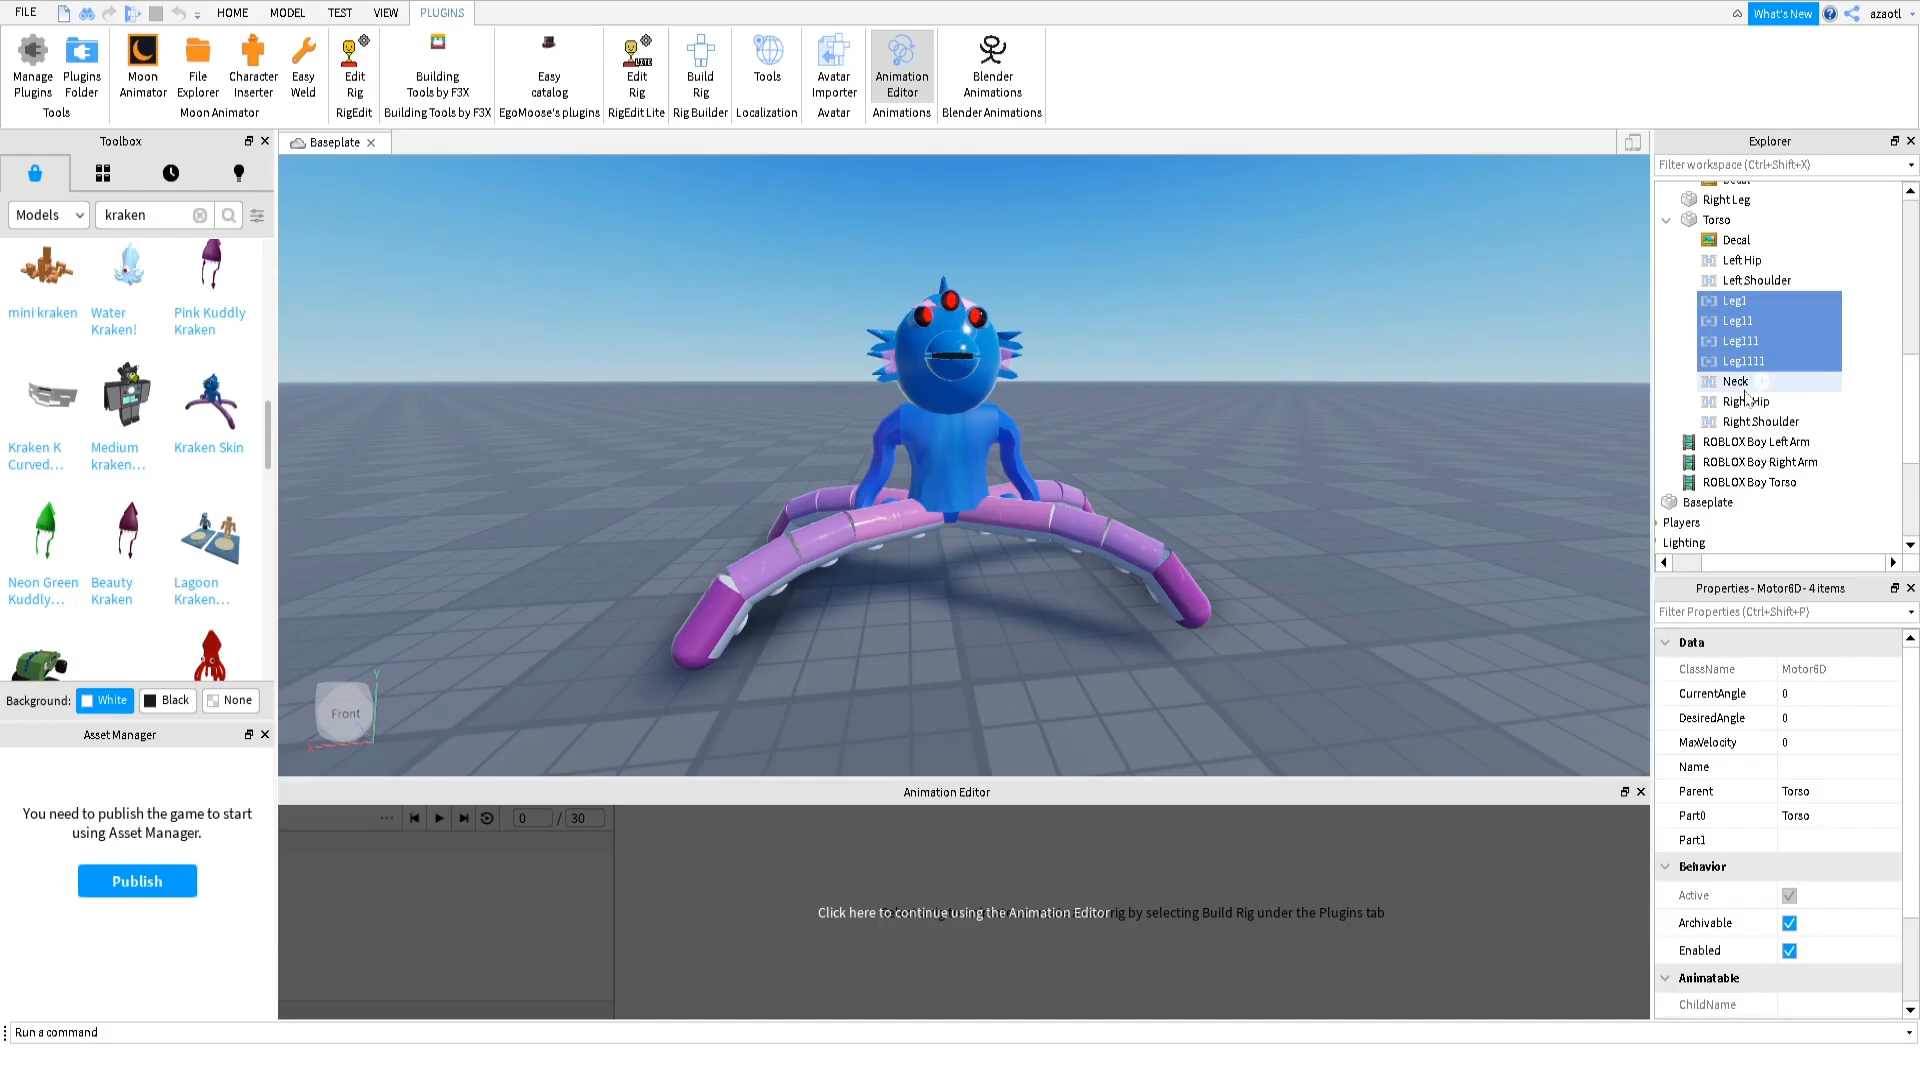 FILE HOME MODEL TEST VIEW PLUGINS What's New azaotl
Manage Plugins
Plugins Folder
Tools
Moon Animator
File Explorer
Character Inserter
Easy Weld
Moon Animator
Edit Rig
RigEdit
Building Tools by F3X
Building Tools by F3X
Easy catalog
EgoMoose's plugins
Edit Rig
LITE
RigEdit Lite
Build Rig
Rig Builder
Tools
Localization
Avatar Importer
Avatar
Animation Editor
Animations
Blender Animations
Blender Animations
Toolbox
Models kraken
mini kraken
Water Kraken!
Pink Kuddly Kraken
Kraken K Curved...
Medium kraken...
Kraken Skin
Neon Green Kuddly...
Beauty Kraken
Lagoon Kraken...
Background: White Black None
Asset Manager
You need to publish the game to start
using Asset Manager.
Publish
Baseplate
Front
Y
X
Animation Editor
0 / 30
Click here to continue using the Animation Editor
rig by selecting Build Rig under the Plugins tab
Explorer
Filter workspace (Ctrl+Shift+X)
Decal
Right Leg
Torso
Decal
Left Hip
Left Shoulder
Leg1
Leg11
Leg111
Leg1111
Neck
Right Hip
Right Shoulder
ROBLOX Boy Left Arm
ROBLOX Boy Right Arm
ROBLOX Boy Torso
Baseplate
Players
Lighting
Properties - Motor6D - 4 items
Filter Properties (Ctrl+Shift+P)
Data
ClassName Motor6D
CurrentAngle 0
DesiredAngle 0
MaxVelocity 0
Name
Parent Torso
Part0 Torso
Part1
Behavior
Active
Archivable
Enabled
Animatable
ChildName
Run a command